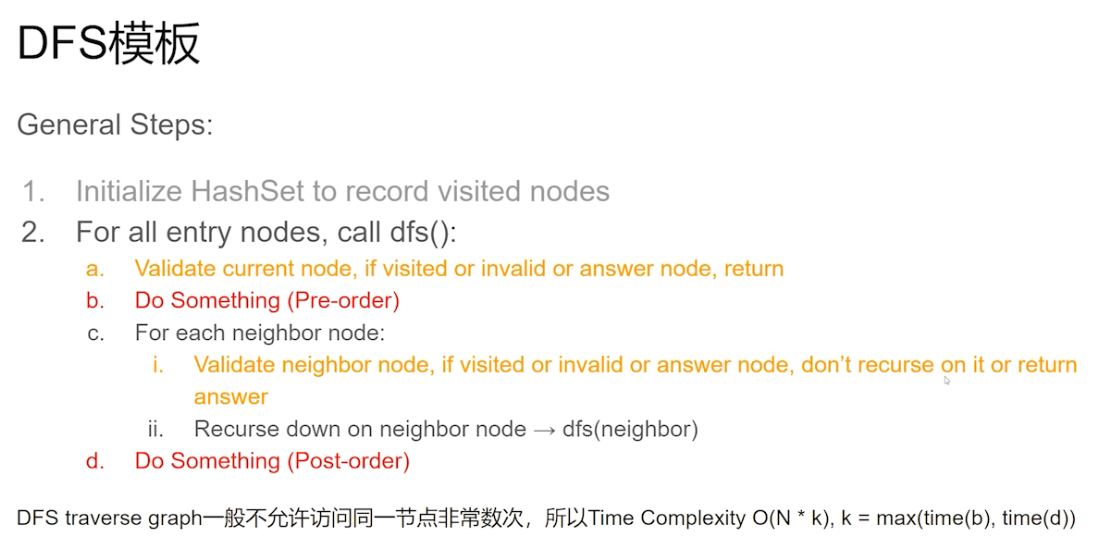 DFS模板
General Steps:
1. Initialize HashSet to record visited nodes
2. For all entry nodes, call dfs():
a. Validate current node, if visited or invalid or answer node, return
b. Do Something (Pre-order)
c. For each neighbor node:
i. Validate neighbor node, if visited or invalid or answer node, don’t recurse on it or return
answer
ii. Recurse down on neighbor node → dfs(neighbor)
d. Do Something (Post-order)
DFS traverse graph一般不允许访问同一节点非常数次，所以Time Complexity O(N * k), k = max(time(b), time(d))